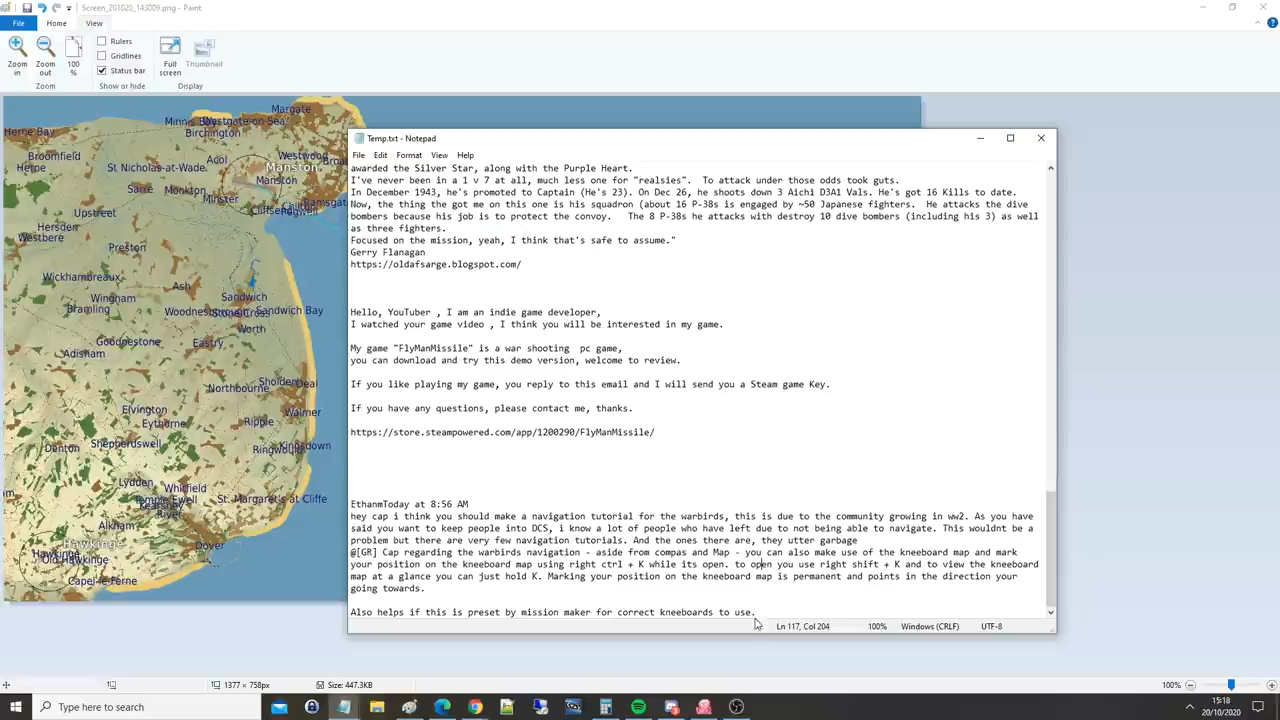 Screen_201020_143009.png - Paint
File
Home
View
Zoom in
Zoom out
100 %
Rulers
Gridlines
Status bar
Full screen
Thumbnail
Zoom
Show or hide
Display
Margate
Westgate-on-Sea
Birchington
Herne Bay
Broomfield
Herne
St Nicholas-at-Wade
Acol
Westwood
Manston
Manston
Sarre
Monkton
Minster
Upstreet
Hersden
Westbere
Preston
Wickhambreaux
Ash
Wingham
Bramling
Sandwich
Sandwich Bay
Worth
Goodnestone
Eastry
Adisham
Northbourne
Sholden
Deal
Elvington
Eythorne
Walmer
Ripple
Shepherdswell
Denton
Ringwould
Kingsdown
Lydden
Whitfield
Temple Ewell
River
St. Margaret's at Cliffe
Alkham
Hawkinge
Hawkinge
Old Hawkinge
Dover
Capel-le-Ferne
Temp.txt - Notepad
File Edit Format View Help
awarded the Silver Star, along with the Purple Heart.
I've never been in a 1 v 7 at all, much less one for "realsies". To attack under those odds took guts.
In December 1943, he's promoted to Captain (He's 23). On Dec 26, he shoots down 3 Aichi D3A1 Vals. He's got 16 Kills to date.
Now, the thing the got me on this one is his squadron (about 16 P-38s is engaged by ~50 Japanese fighters. He attacks the dive
bombers because his job is to protect the convoy. The 8 P-38s he attacks with destroy 10 dive bombers (including his 3) as well
as three fighters.
Focused on the mission, yeah, I think that's safe to assume."
Gerry Flanagan
https://oldafsarge.blogspot.com/
Hello, YouTuber , I am an indie game developer,
I watched your game video , I think you will be interested in my game.
My game "FlyManMissile" is a war shooting pc game,
you can download and try this demo version, welcome to review.
If you like playing my game, you reply to this email and I will send you a Steam game Key.
If you have any questions, please contact me, thanks.
https://store.steampowered.com/app/1200290/FlyManMissile/
EthanmToday at 8:56 AM
hey cap i think you should make a navigation tutorial for the warbirds, this is due to the community growing in ww2. As you have
said you want to keep people into DCS, i know a lot of people who have left due to not being able to navigate. This wouldnt be a
problem but there are very few navigation tutorials. And the ones there are, they utter garbage
@[GR] Cap regarding the warbirds navigation - aside from compas and Map - you can also make use of the kneeboard map and mark
your position on the kneeboard map using right ctrl + K while its open. to open you use right shift + K and to view the kneeboard
map at a glance you can just hold K. Marking your position on the kneeboard map is permanent and points in the direction your
going towards.
Also helps if this is preset by mission maker for correct kneeboards to use.
Ln 117, Col 204
100%
Windows (CRLF)
UTF-8
1377 × 758px
Size: 447.3KB
100%
Type here to search
15:18
20/10/2020